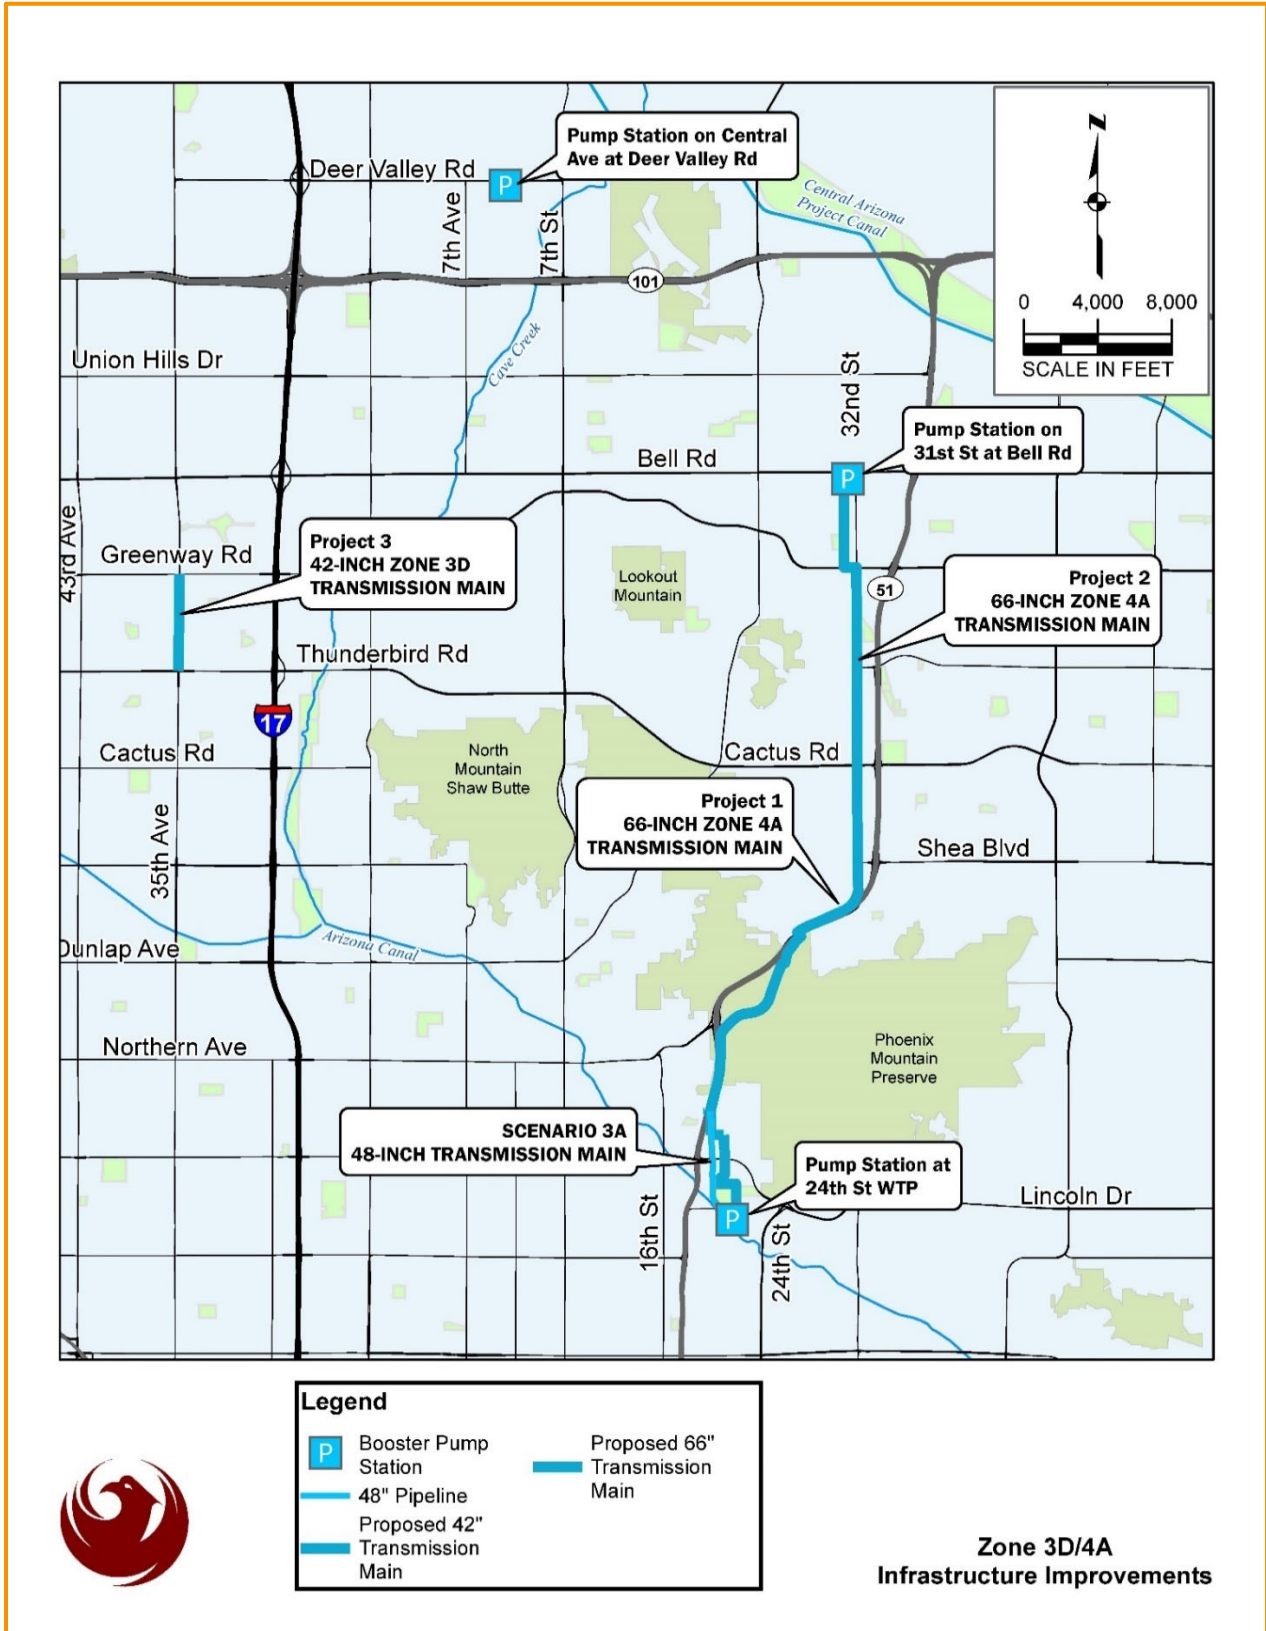 Pump Station on Central
Ave at Deer Valley Rd
N
Deer Valley Rd
P
7th Ave
7th St
Central Arizona
Project Canal
101
0 4,000 8,000
SCALE IN FEET
Cave Creek
Union Hills Dr
32nd St
Pump Station on
31st St at Bell Rd
Bell Rd
P
43rd Ave
Greenway Rd
Project 3
42-INCH ZONE 3D
TRANSMISSION MAIN
Lookout
Mountain
51
Project 2
66-INCH ZONE 4A
TRANSMISSION MAIN
Thunderbird Rd
17
Cactus Rd
North
Mountain
Shaw Butte
Cactus Rd
Project 1
66-INCH ZONE 4A
TRANSMISSION MAIN
35th Ave
Shea Blvd
Dunlap Ave
Arizona Canal
Northern Ave
Phoenix
Mountain
Preserve
SCENARIO 3A
48-INCH TRANSMISSION MAIN
Pump Station at
24th St WTP
Lincoln Dr
P
16th St
24th St
Legend
P
Booster Pump
Station
48" Pipeline
Proposed 42"
Transmission
Main
Proposed 66"
Transmission
Main
Zone 3D/4A
Infrastructure Improvements